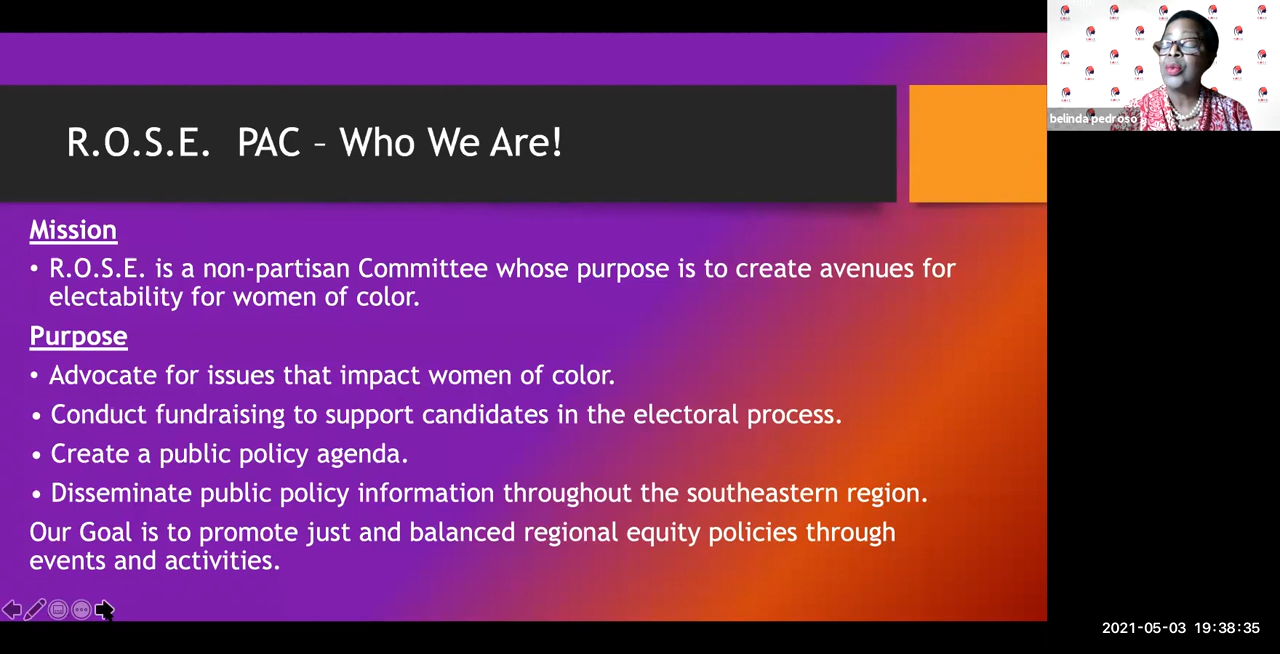 R.O.S.E. PAC – Who We Are!
belinda pedroso
Mission
• R.O.S.E. is a non-partisan Committee whose purpose is to create avenues for
electability for women of color.
Purpose
• Advocate for issues that impact women of color.
• Conduct fundraising to support candidates in the electoral process.
• Create a public policy agenda.
• Disseminate public policy information throughout the southeastern region.
Our Goal is to promote just and balanced regional equity policies through
events and activities.
2021-05-03 19:38:35